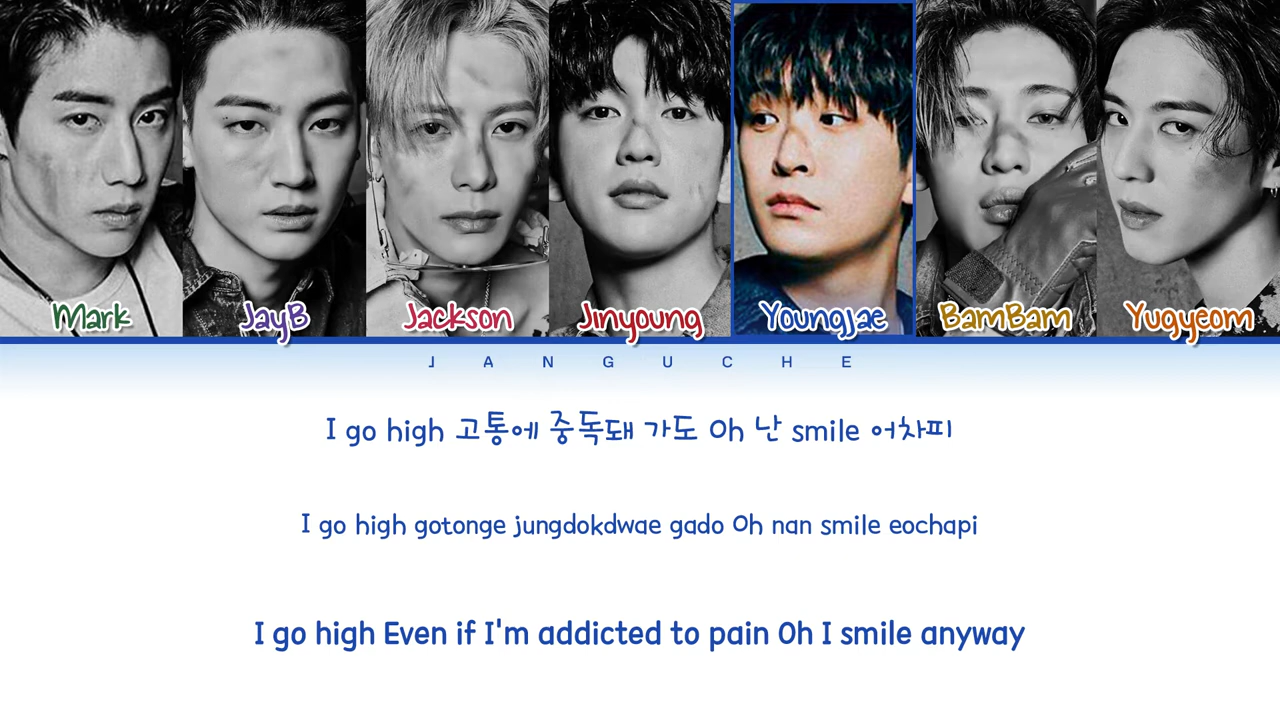 Mark JayB Jackson Jinyoung Youngjae BamBam Yugyeom
JANGUCHE
I go high 고통에 중독돼 가도 Oh 난 smile 어차피
I go high gotonge jungdokdwae gado Oh nan smile eochapi
I go high Even if I'm addicted to pain Oh I smile anyway